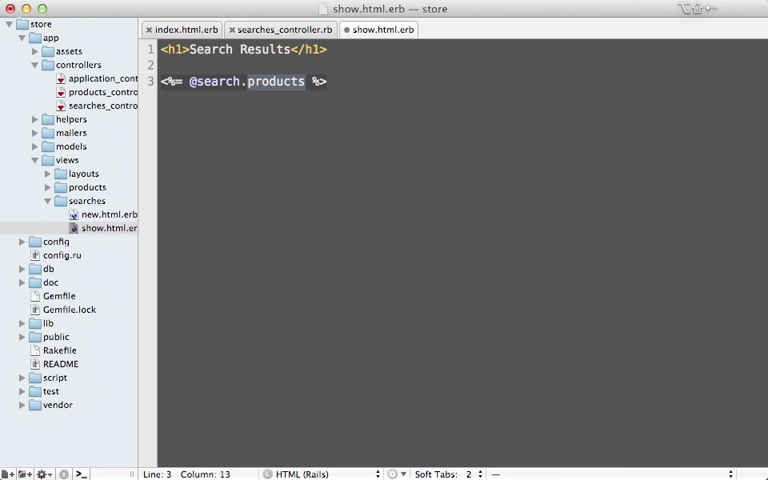 show.html.erb — store
store
app
assets
controllers
application_cont
products_contro
searches_contro
helpers
mailers
models
views
layouts
products
searches
new.html.erb
show.html.er
config
config.ru
db
doc
Gemfile
Gemfile.lock
lib
public
Rakefile
README
script
test
vendor
index.html.erb
searches_controller.rb
show.html.erb
1 <h1>Search Results</h1>
2
3 <%= @search.products %>
Line: 3 Column: 13
HTML (Rails)
Soft Tabs: 2
—